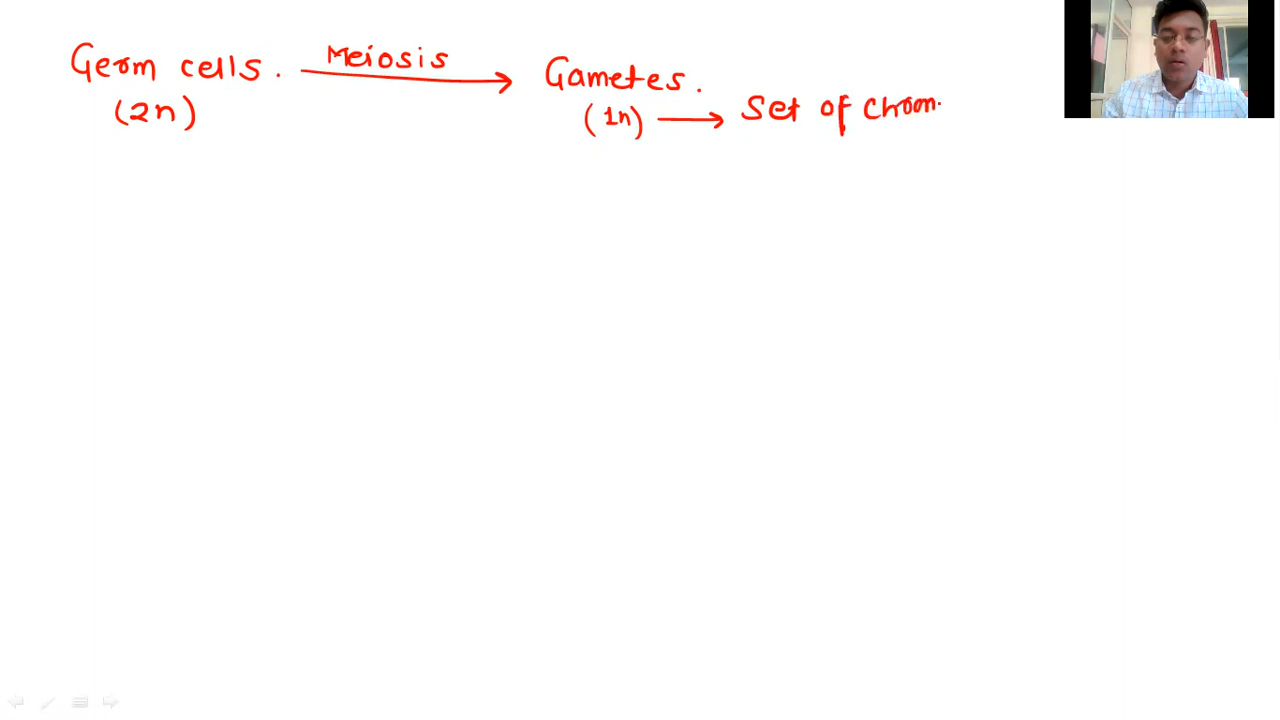 Germ cells. Meiosis Gametes.
(2n) (1n) → Set of Chrom.